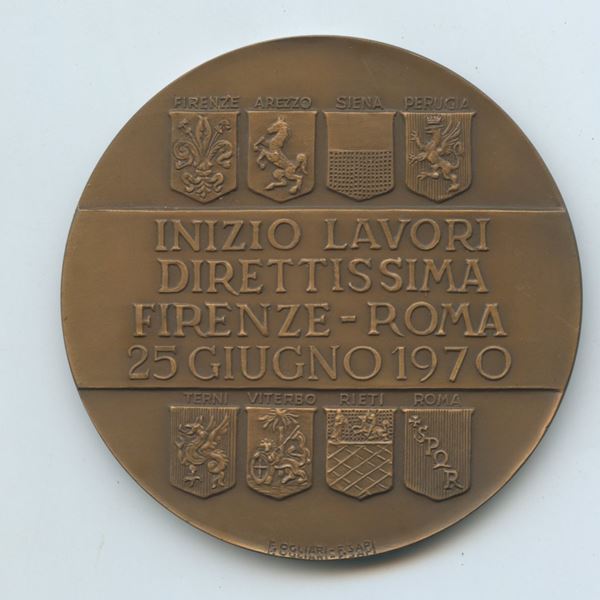 FIRENZE AREZZO SIENA PERUGIA
INIZIO LAVORI
DIRETTISSIMA
FIRENZE - ROMA
25 GIUGNO 1970
TERNI VITERBO RIETI ROMA
SPQR